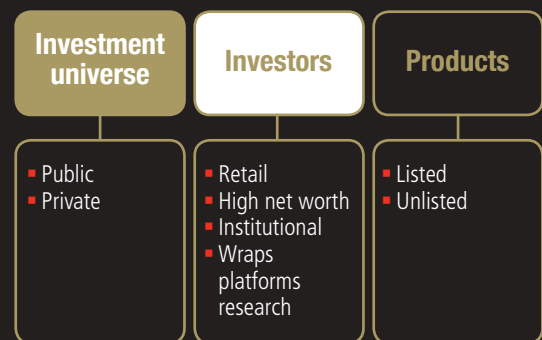 Investment
universe
Public
Private
Investors
Retail
High net worth
Institutional
Wraps
platforms
research
Products
Listed
Unlisted